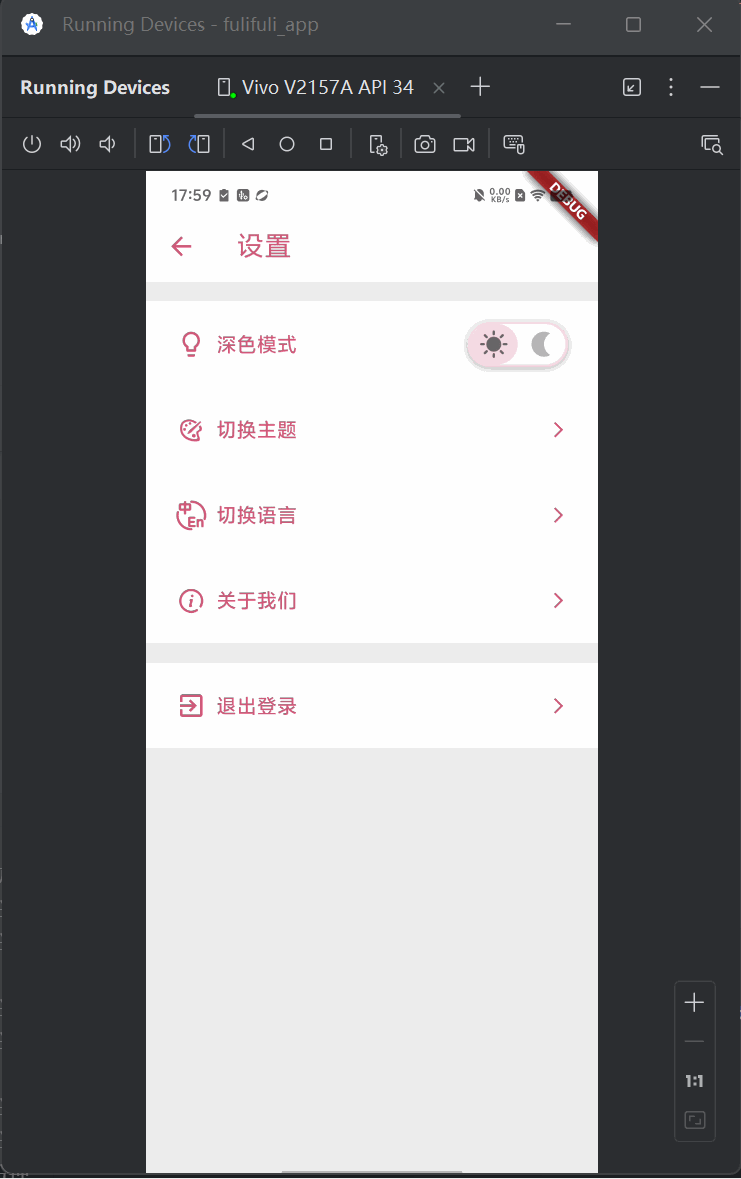 Running Devices - fulifuli_app
Running Devices
Vivo V2157A API 34
17:59
0.00
KB/s
DEBUG
设置
深色模式
切换主题
中
En
切换语言
i
关于我们
退出登录
1:1